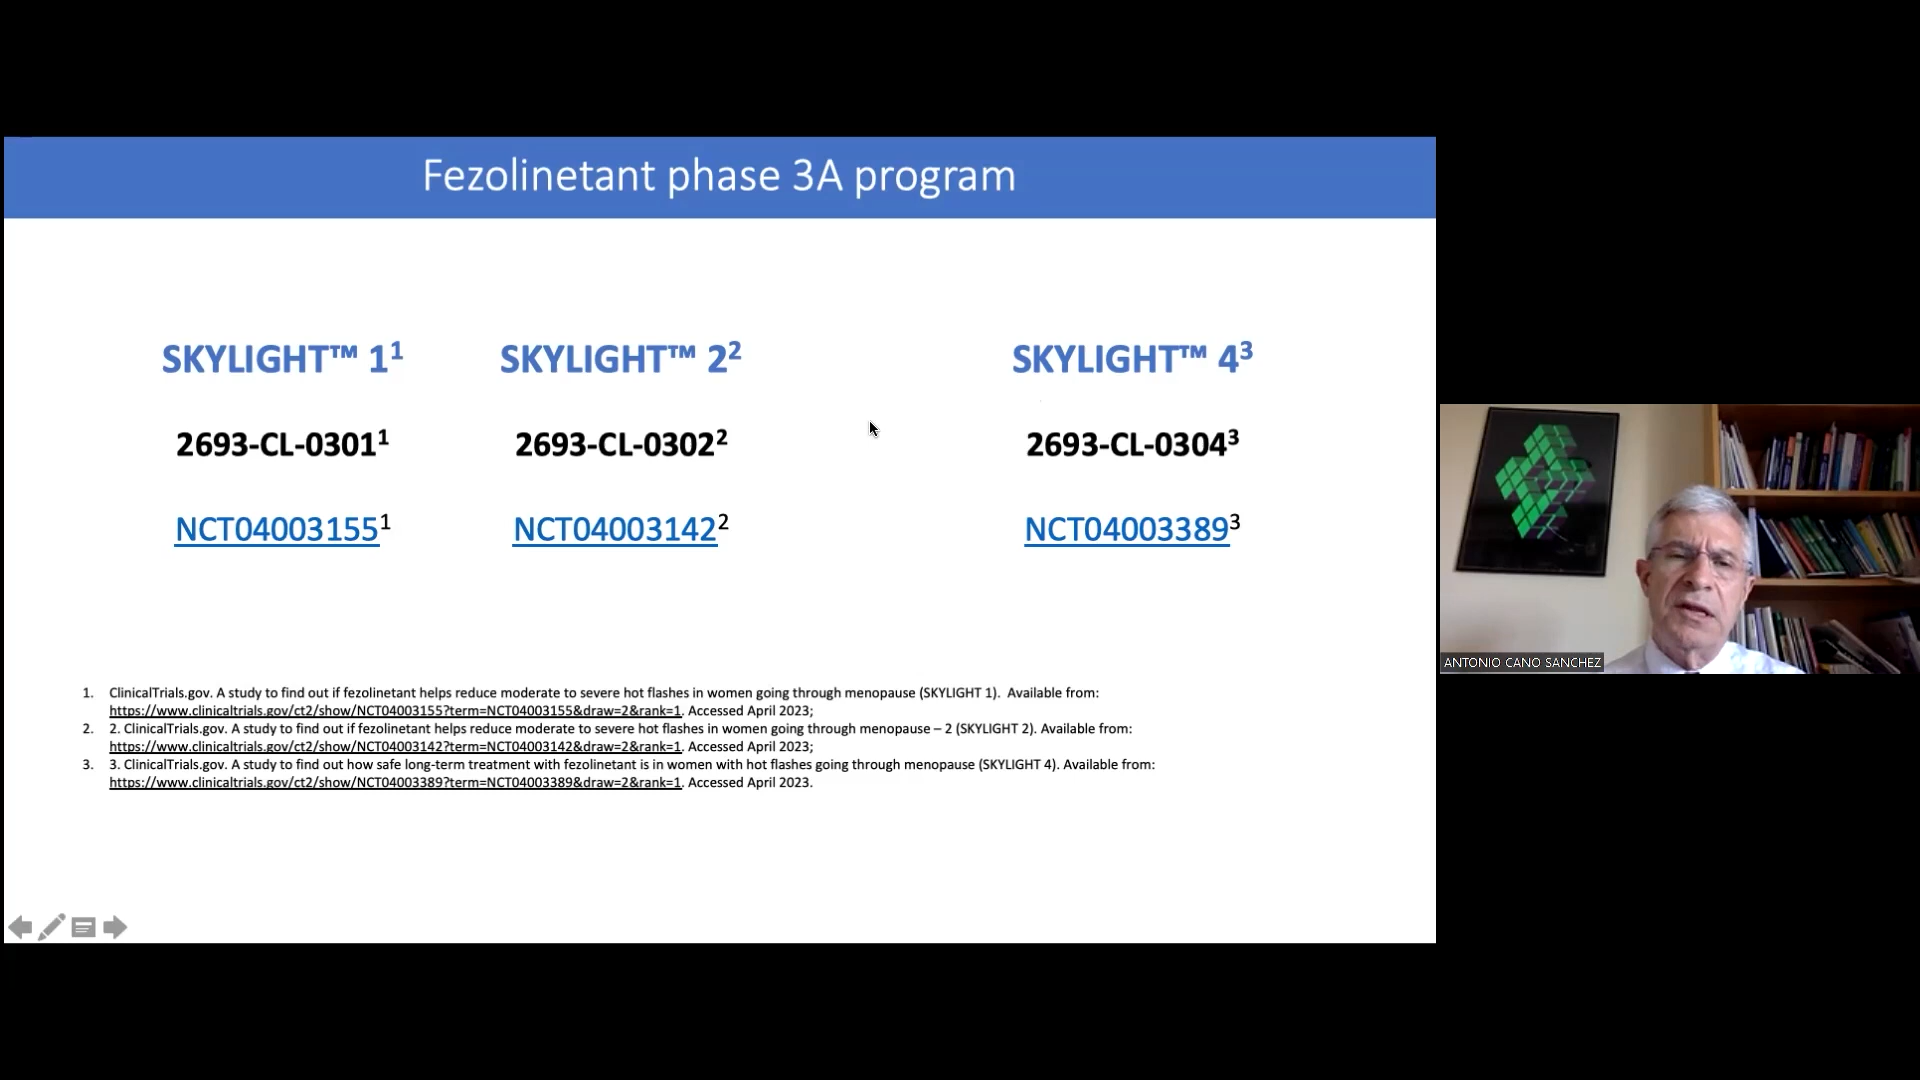 Fezolinetant phase 3A program
SKYLIGHT™ 1¹ SKYLIGHT™ 2² SKYLIGHT™ 4³
2693-CL-0301¹ 2693-CL-0302² 2693-CL-0304³
NCT04003155¹ NCT04003142² NCT04003389³
1. ClinicalTrials.gov. A study to find out if fezolinetant helps reduce moderate to severe hot flashes in women going through menopause (SKYLIGHT 1). Available from:
https://www.clinicaltrials.gov/ct2/show/NCT04003155?term=NCT04003155&draw=2&rank=1. Accessed April 2023;
2. 2. ClinicalTrials.gov. A study to find out if fezolinetant helps reduce moderate to severe hot flashes in women going through menopause – 2 (SKYLIGHT 2). Available from:
https://www.clinicaltrials.gov/ct2/show/NCT04003142?term=NCT04003142&draw=2&rank=1. Accessed April 2023;
3. 3. ClinicalTrials.gov. A study to find out how safe long-term treatment with fezolinetant is in women with hot flashes going through menopause (SKYLIGHT 4). Available from:
https://www.clinicaltrials.gov/ct2/show/NCT04003389?term=NCT04003389&draw=2&rank=1. Accessed April 2023.
ANTONIO CANO SANCHEZ